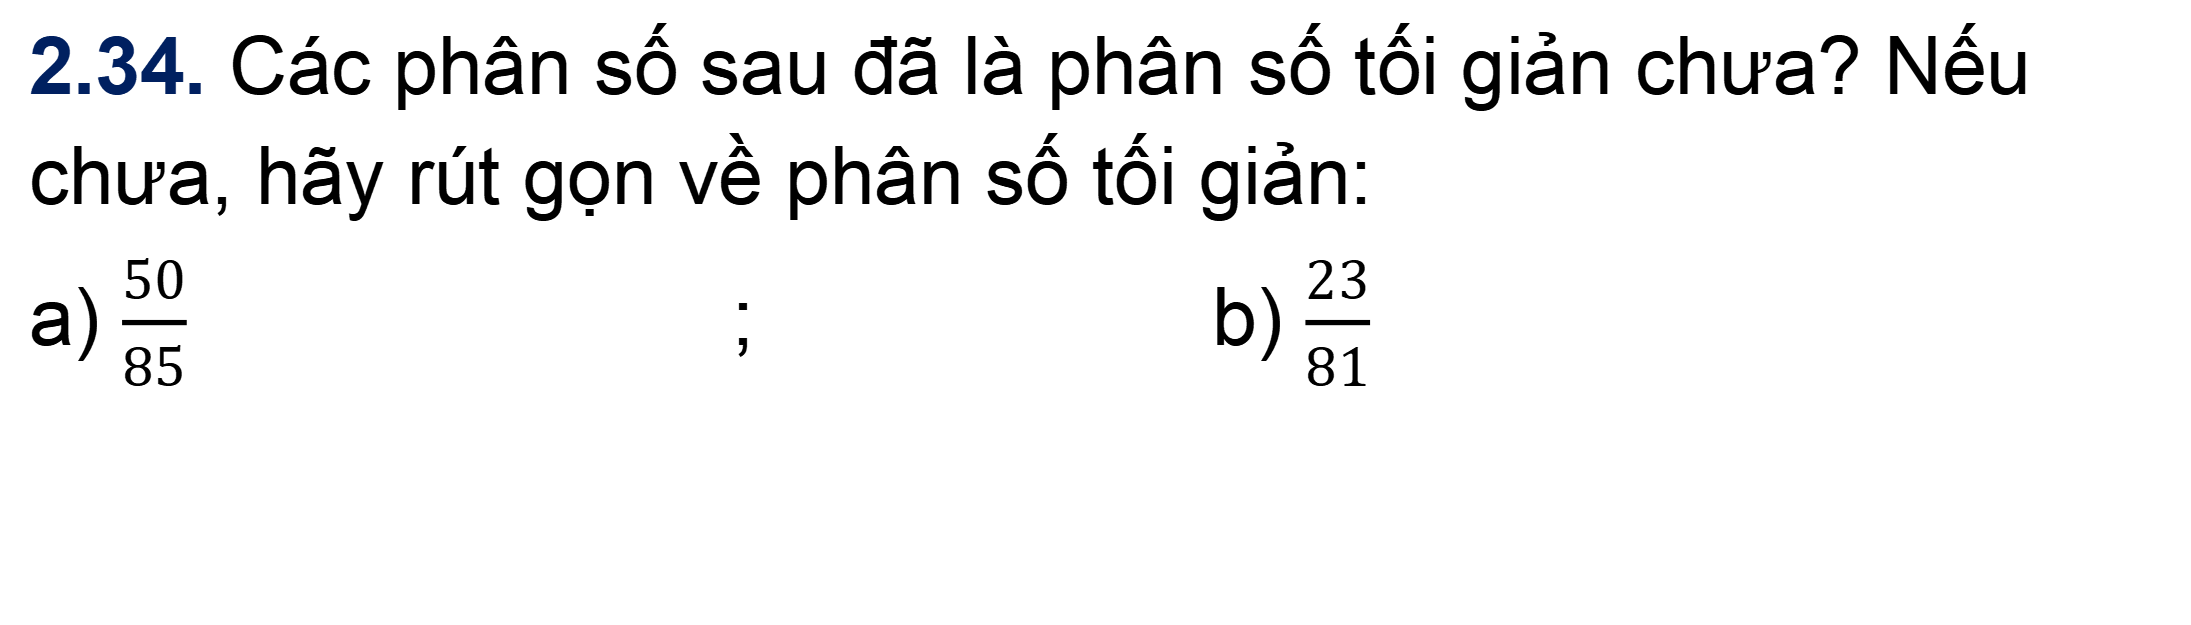 2.34. Các phân số sau đã là phân số tối giản chưa? Nếu
chưa, hãy rút gọn về phân số tối giản:
a) 50/85 ; b) 23/81